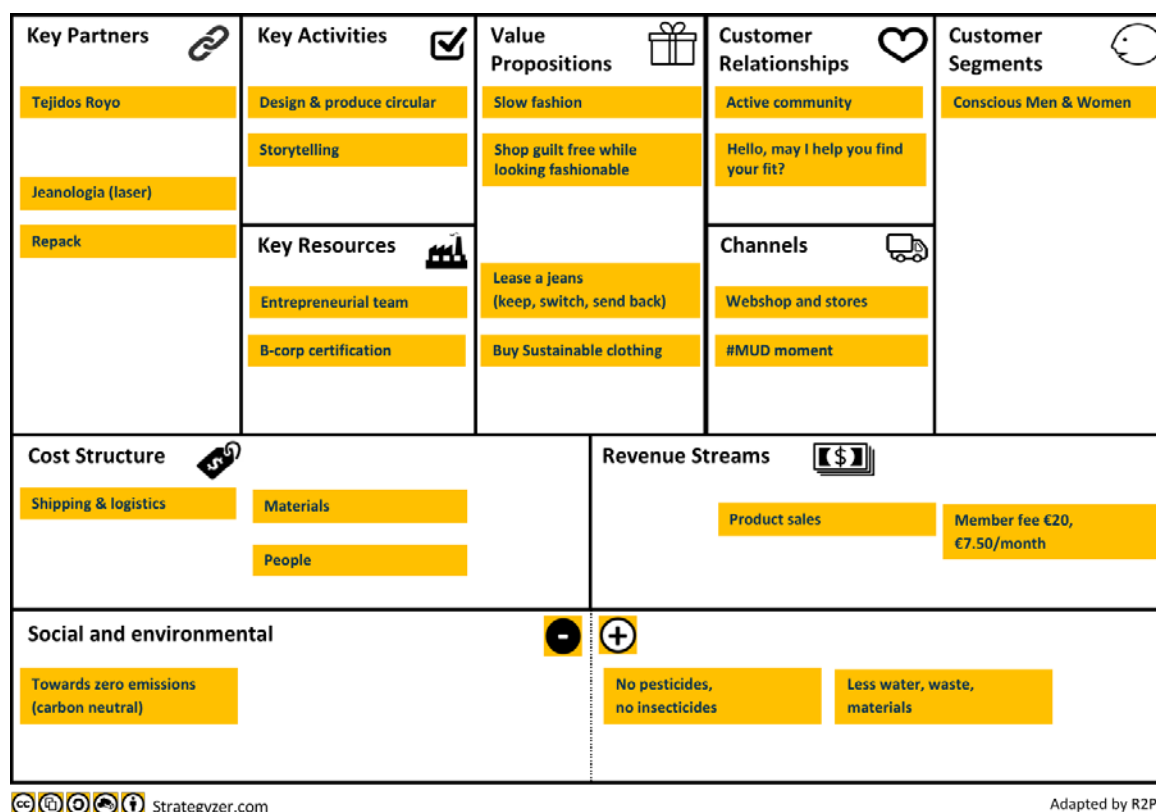 Key Partners
Tejidos Royo
Jeanologia (laser)
Repack
Key Activities
Design & produce circular
Storytelling
Key Resources
Entrepreneurial team
B-corp certification
Value
Propositions
Slow fashion
Shop guilt free while
looking fashionable
Lease a jeans
(keep, switch, send back)
Buy Sustainable clothing
Customer
Relationships
Active community
Hello, may I help you find
your fit?
Channels
Webshop and stores
#MUD moment
Customer
Segments
Conscious Men & Women
Cost Structure
Shipping & logistics
Materials
People
Revenue Streams
$
Product sales
Member fee €20,
€7.50/month
Social and environmental
-
+
Towards zero emissions
(carbon neutral)
No pesticides,
no insecticides
Less water, waste,
materials
cc
Strategyzer.com
Adapted by R2P